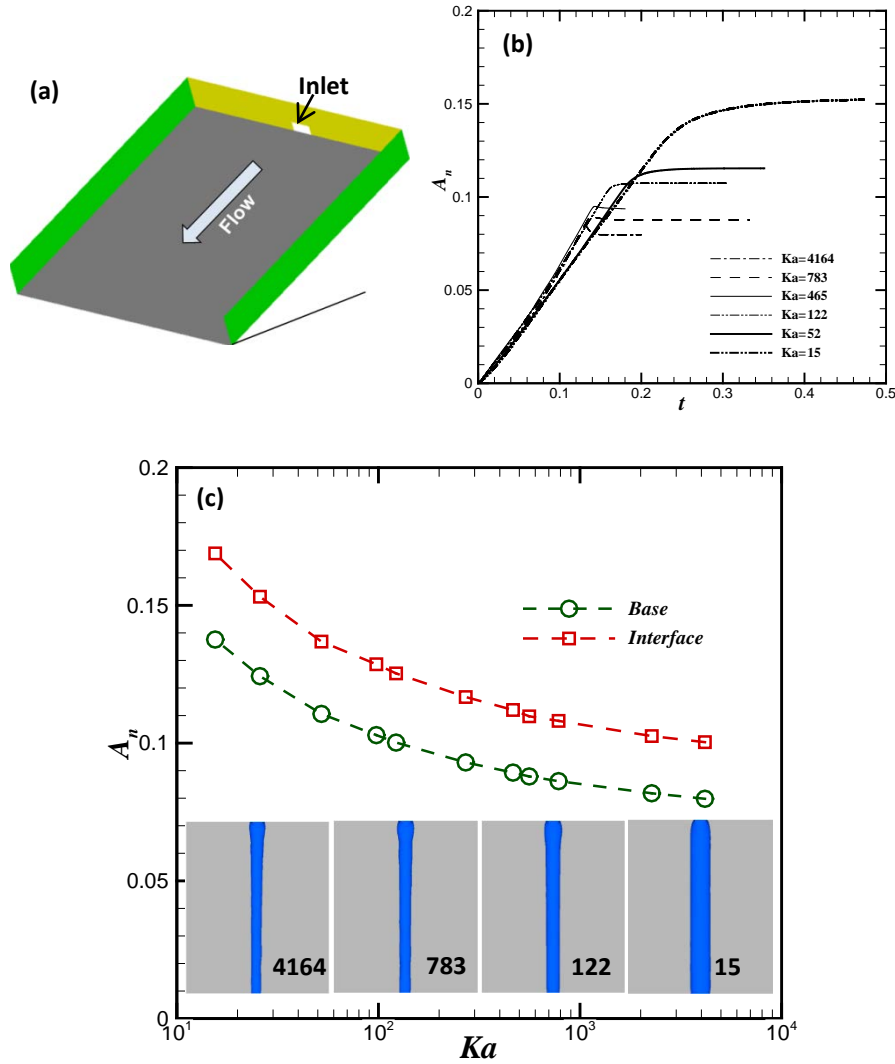 (a)
Inlet
Flow
(b)
0.2
0.15
0.1
0.05
0
A_n
Ka=4164
Ka=783
Ka=465
Ka=122
Ka=52
Ka=15
0 0.1 0.2 0.3 0.4 0.5
t
(c)
0.2
0.15
0.1
0.05
0
A_n
Base
Interface
4164 783 122 15
10^1 10^2 10^3 10^4
Ka